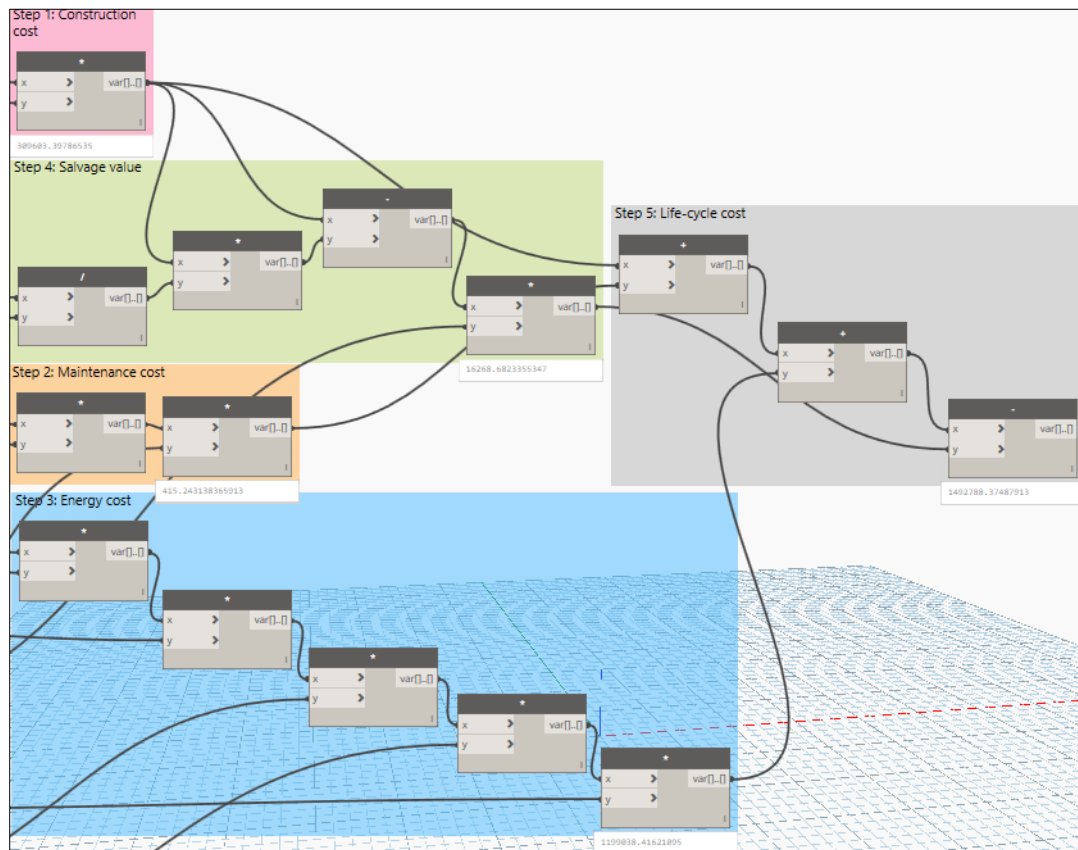 Step 1: Construction
cost
*
x > var[]..[]
y >
l
309603.39786535
Step 4: Salvage value
-
x > var[]..[]
y >
l
*
x > var[]..[]
y >
l
/
x > var[]..[]
y >
l
*
x > var[]..[]
y >
l
16268.6823355347
Step 5: Life-cycle cost
+
x > var[]..[]
y >
l
+
x > var[]..[]
y >
l
-
x > var[]..[]
y >
l
1492788.37487913
Step 2: Maintenance cost
*
x > var[]..[]
y >
l
*
x > var[]..[]
y >
l
415.243138365913
Step 3: Energy cost
*
x > var[]..[]
y >
l
*
x > var[]..[]
y >
l
*
x > var[]..[]
y >
l
*
x > var[]..[]
y >
l
*
x > var[]..[]
y >
l
1199038.41621095